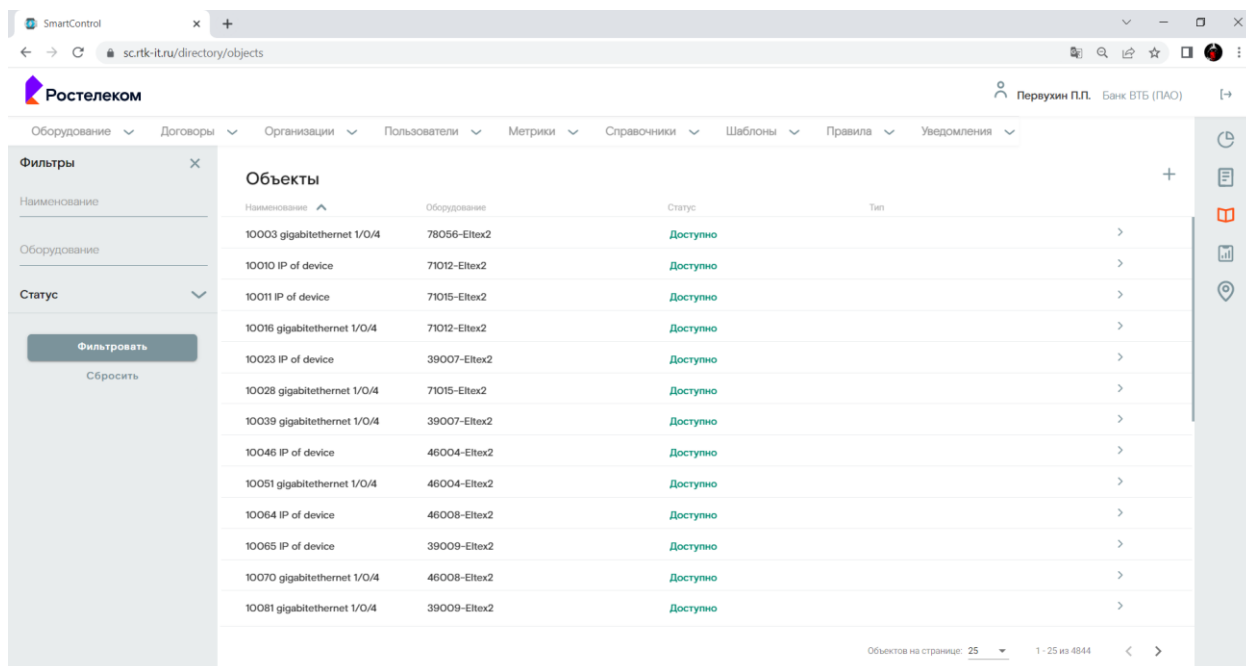 SmartControl
sc.rtk-it.ru/directory/objects
Ростелеком
Первухин П.П. Банк ВТБ (ПАО)
Оборудование Договоры Организации Пользователи Метрики Справочники Шаблоны Правила Уведомления
Фильтры
Наименование
Оборудование
Статус
Фильтровать
Сбросить
Объекты
Наименование Оборудование Статус Тип
10003 gigabitethernet 1/0/4 78056-Eltex2 Доступно
10010 IP of device 71012-Eltex2 Доступно
10011 IP of device 71015-Eltex2 Доступно
10016 gigabitethernet 1/0/4 71012-Eltex2 Доступно
10023 IP of device 39007-Eltex2 Доступно
10028 gigabitethernet 1/0/4 71015-Eltex2 Доступно
10039 gigabitethernet 1/0/4 39007-Eltex2 Доступно
10046 IP of device 46004-Eltex2 Доступно
10051 gigabitethernet 1/0/4 46004-Eltex2 Доступно
10064 IP of device 46008-Eltex2 Доступно
10065 IP of device 39009-Eltex2 Доступно
10070 gigabitethernet 1/0/4 46008-Eltex2 Доступно
10081 gigabitethernet 1/0/4 39009-Eltex2 Доступно
Объектов на странице: 25 1 - 25 из 4844